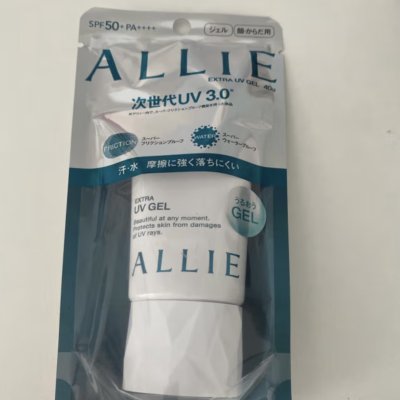 SPF50+ PA++++
ジェル 顔・からだ用
ALLIE
EXTRA UV GEL 40g
次世代UV 3.0*
FRICTION スーパー
フリクションプルーフ
WATER スーパー
ウォータープルーフ
汗・水 摩擦に強く落ちにくい
EXTRA
UV GEL
Beautiful at any moment.
Protects skin from damages
of UV rays.
うるおう
GEL
ALLIE